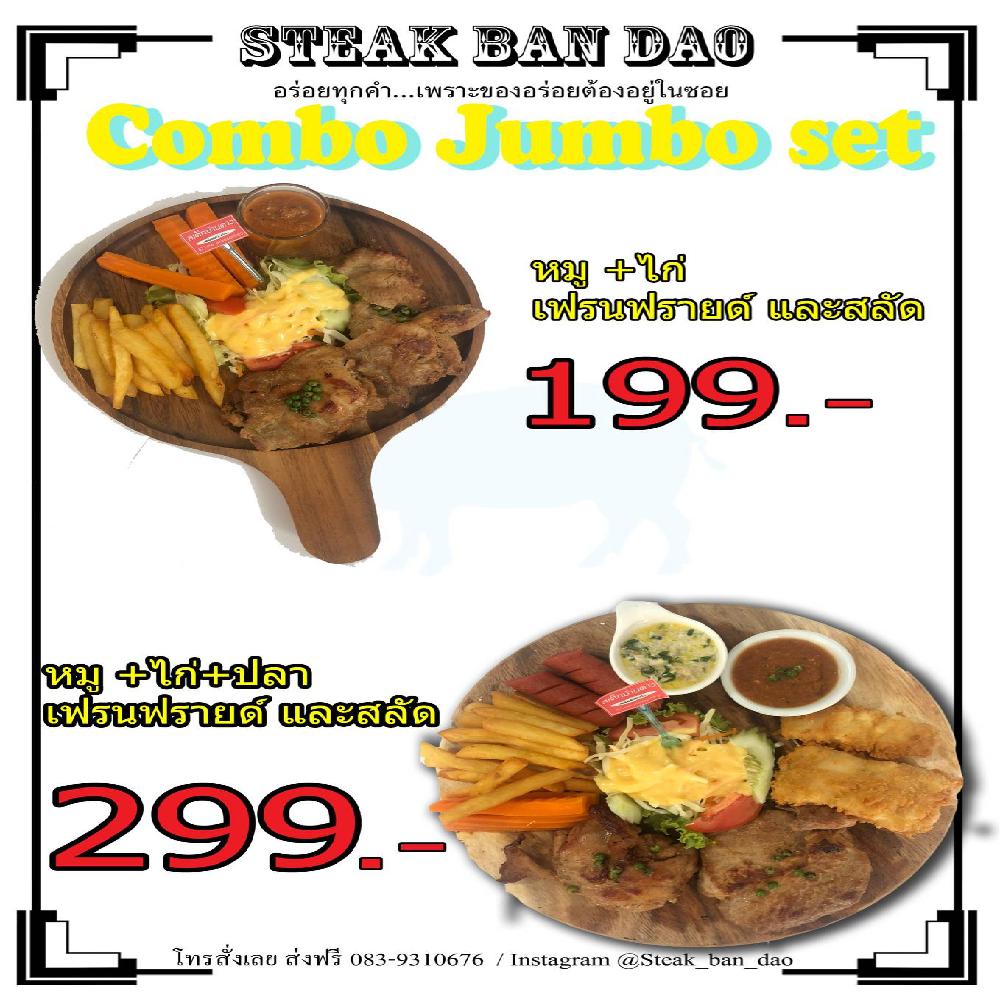 STEAK BAN DAO
อร่อยทุกคำ...เพราะของอร่อยต้องอยู่ในซอย
Combo Jumbo set
หมู +ไก่
เฟรนฟรายด์ และสลัด
199.-
หมู +ไก่+ปลา
เฟรนฟรายด์ และสลัด
299.-
โทรสั่งเลย ส่งฟรี 083-9310676 / Instagram @Steak_ban_dao